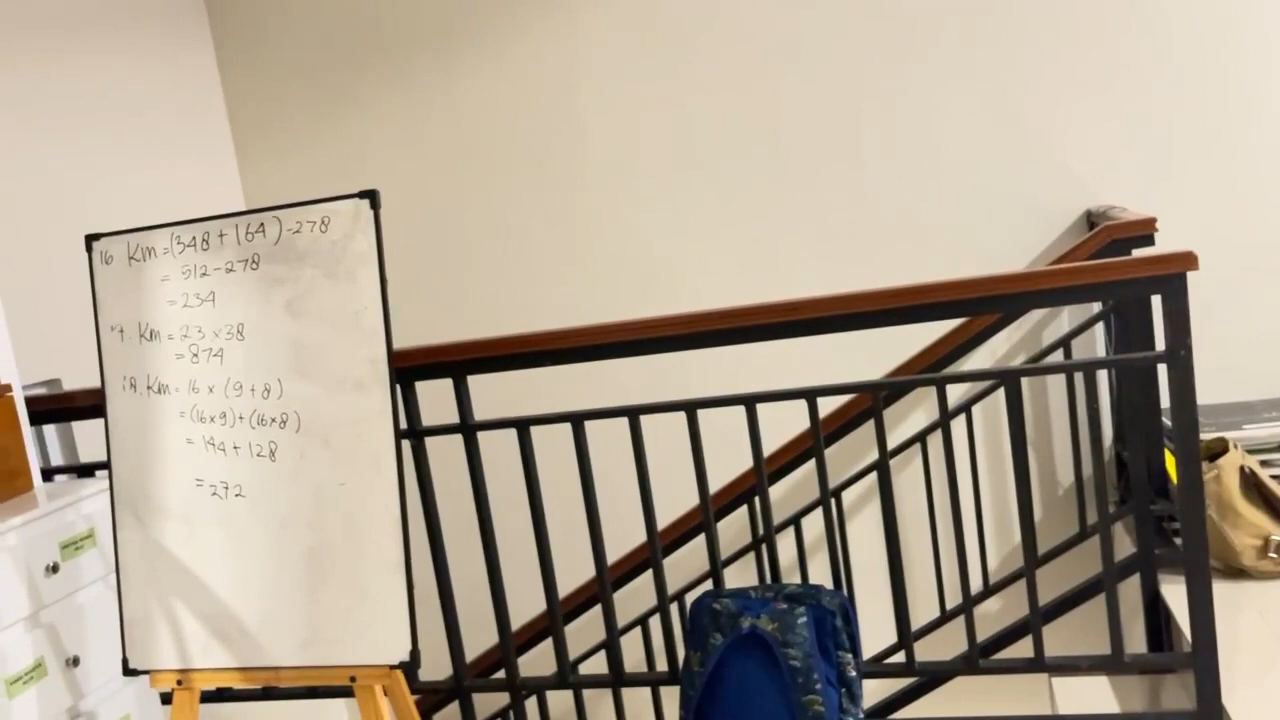 16 Km = (348 + 164) - 278
= 512 - 278
= 234
17. Km = 23 × 38
= 874
18. Km = 16 × (9 + 8)
= (16 × 9) + (16 × 8)
= 144 + 128
= 272